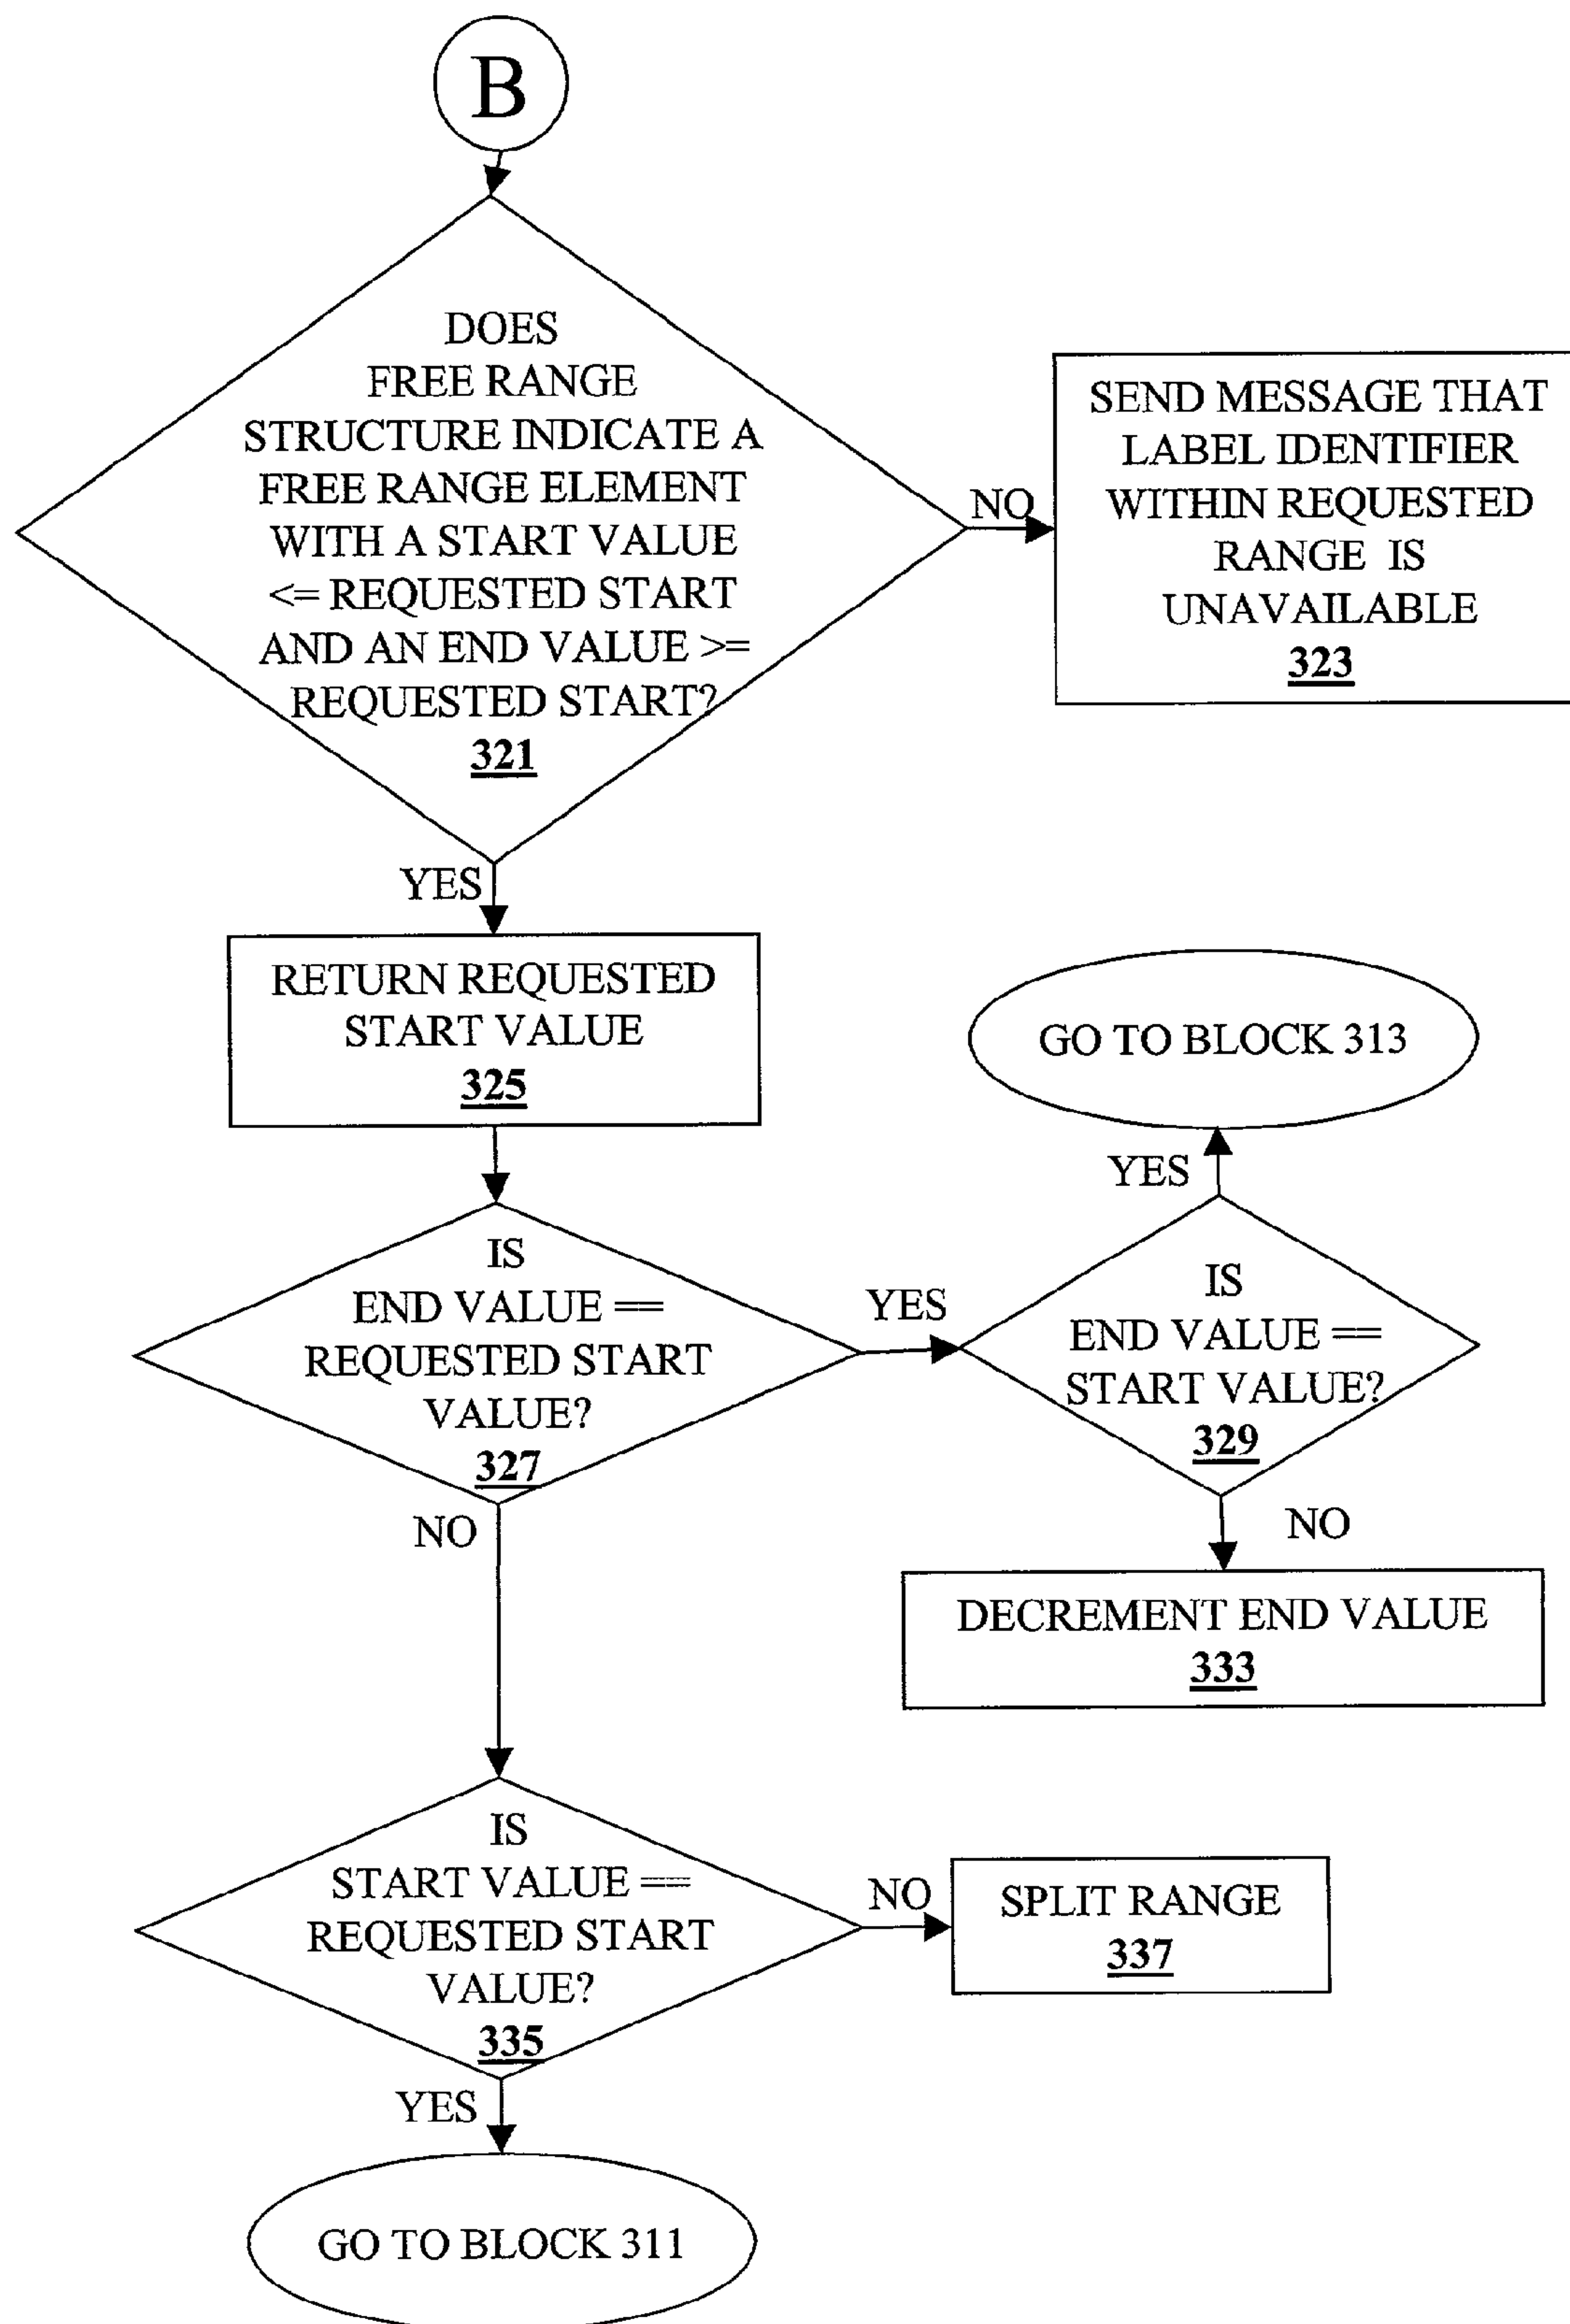 B
DOES
FREE RANGE
STRUCTURE INDICATE A
FREE RANGE ELEMENT
WITH A START VALUE
<= REQUESTED START
AND AN END VALUE >=
REQUESTED START?
321
NO
SEND MESSAGE THAT
LABEL IDENTIFIER
WITHIN REQUESTED
RANGE IS
UNAVAILABLE
323
YES
RETURN REQUESTED
START VALUE
325
GO TO BLOCK 313
YES
IS
END VALUE ==
REQUESTED START
VALUE?
327
YES
IS
END VALUE ==
START VALUE?
329
NO
NO
DECREMENT END VALUE
333
IS
START VALUE ==
REQUESTED START
VALUE?
335
NO
SPLIT RANGE
337
YES
GO TO BLOCK 311